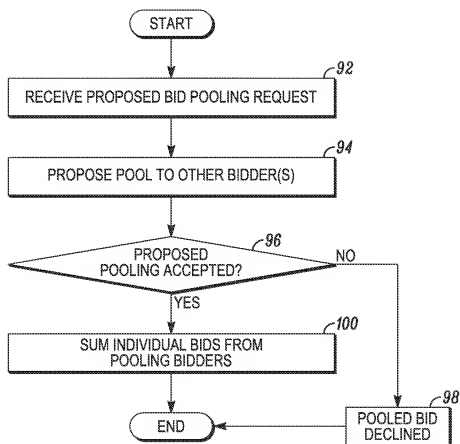 START
92
RECEIVE PROPOSED BID POOLING REQUEST
94
PROPOSE POOL TO OTHER BIDDER(S)
96
PROPOSED
POOLING ACCEPTED?
NO
YES
100
SUM INDIVIDUAL BIDS FROM
POOLING BIDDERS
98
POOLED BID
DECLINED
END